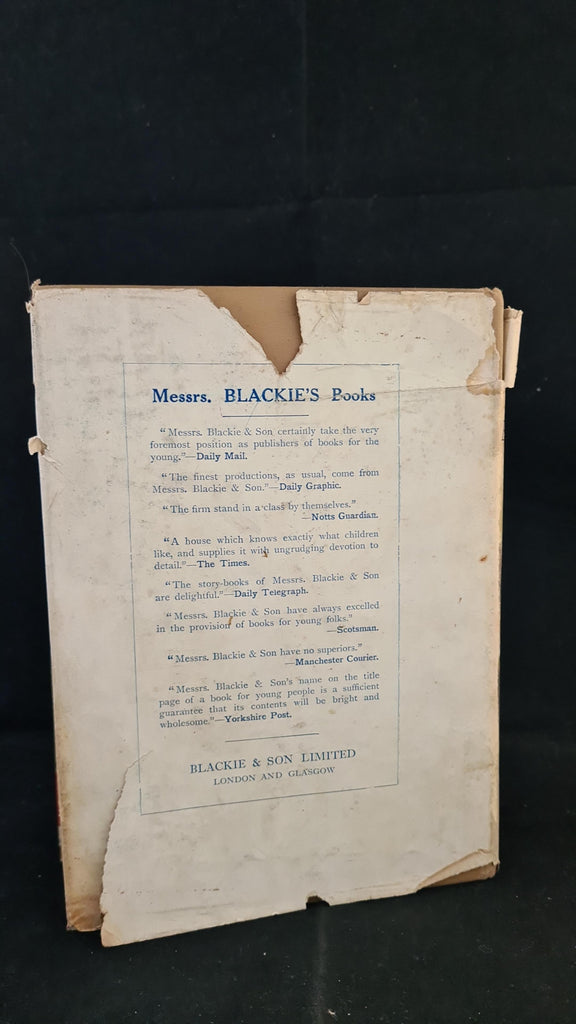 Messrs. BLACKIE'S Books
"Messrs. Blackie & Son certainly take the very
foremost position as publishers of books for the
young."—Daily Mail.
"The finest productions, as usual, come from
Messrs. Blackie & Son."—Daily Graphic.
"The firm stand in a class by themselves."
—Notts Guardian.
"A house which knows exactly what children
like, and supplies it with ungrudging devotion to
detail."—The Times.
"The story-books of Messrs. Blackie & Son
are delightful."—Daily Telegraph.
"Messrs. Blackie & Son have always excelled
in the provision of books for young folks."
—Scotsman.
"Messrs. Blackie & Son have no superiors."
—Manchester Courier.
"Messrs. Blackie & Son's name on the title
page of a book for young people is a sufficient
guarantee that its contents will be bright and
wholesome."—Yorkshire Post.
BLACKIE & SON LIMITED
LONDON AND GLASGOW